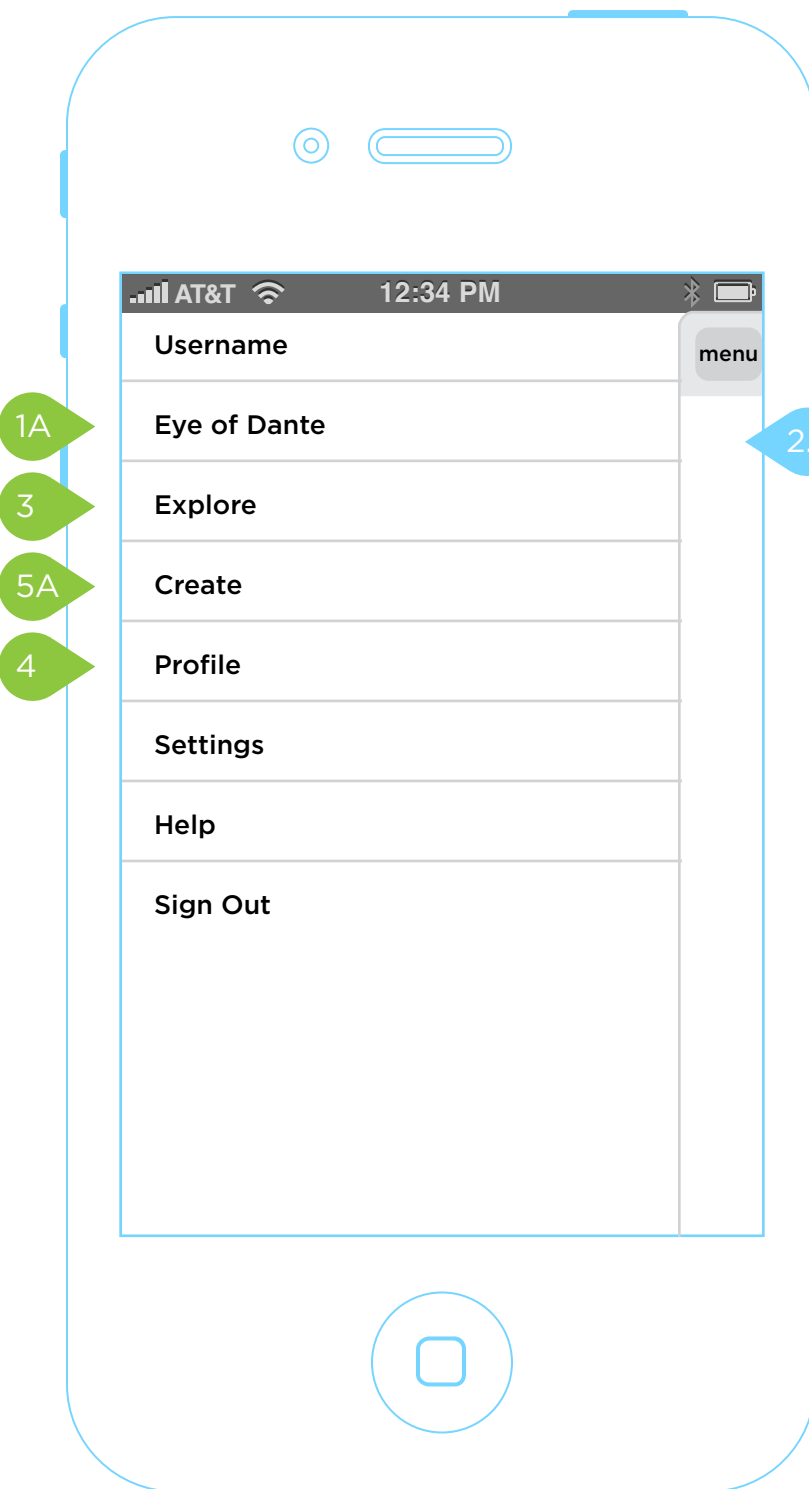 AT&T 12:34 PM
Username
menu
1A Eye of Dante
2
3 Explore
5A Create
4 Profile
Settings
Help
Sign Out